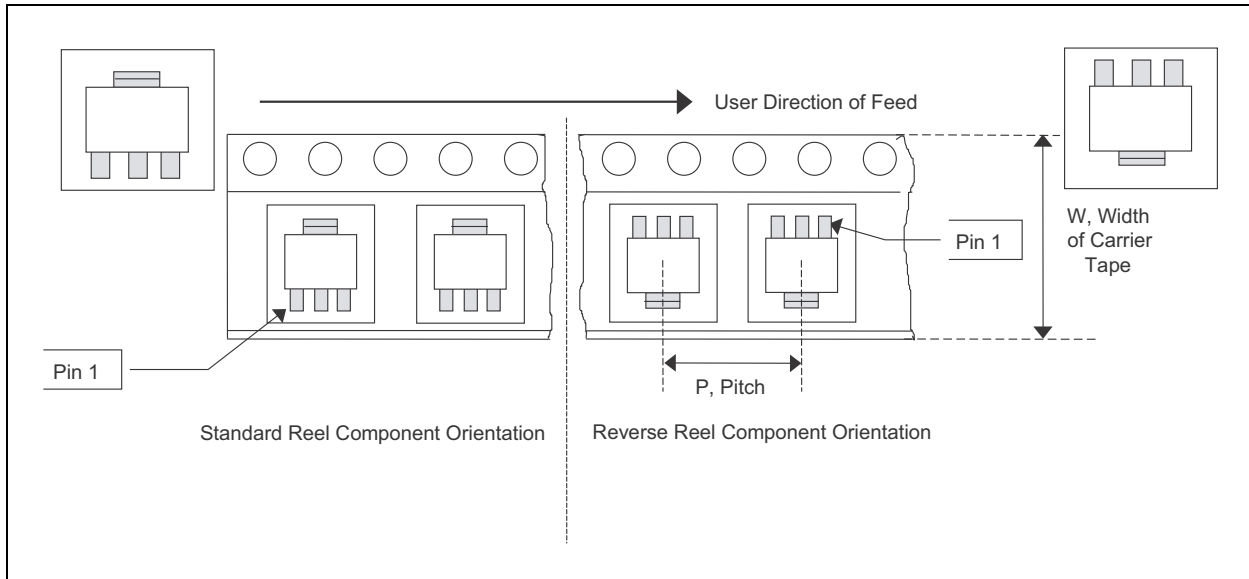 User Direction of Feed
Pin 1
W, Width
of Carrier
Tape
Pin 1
P, Pitch
Standard Reel Component Orientation
Reverse Reel Component Orientation